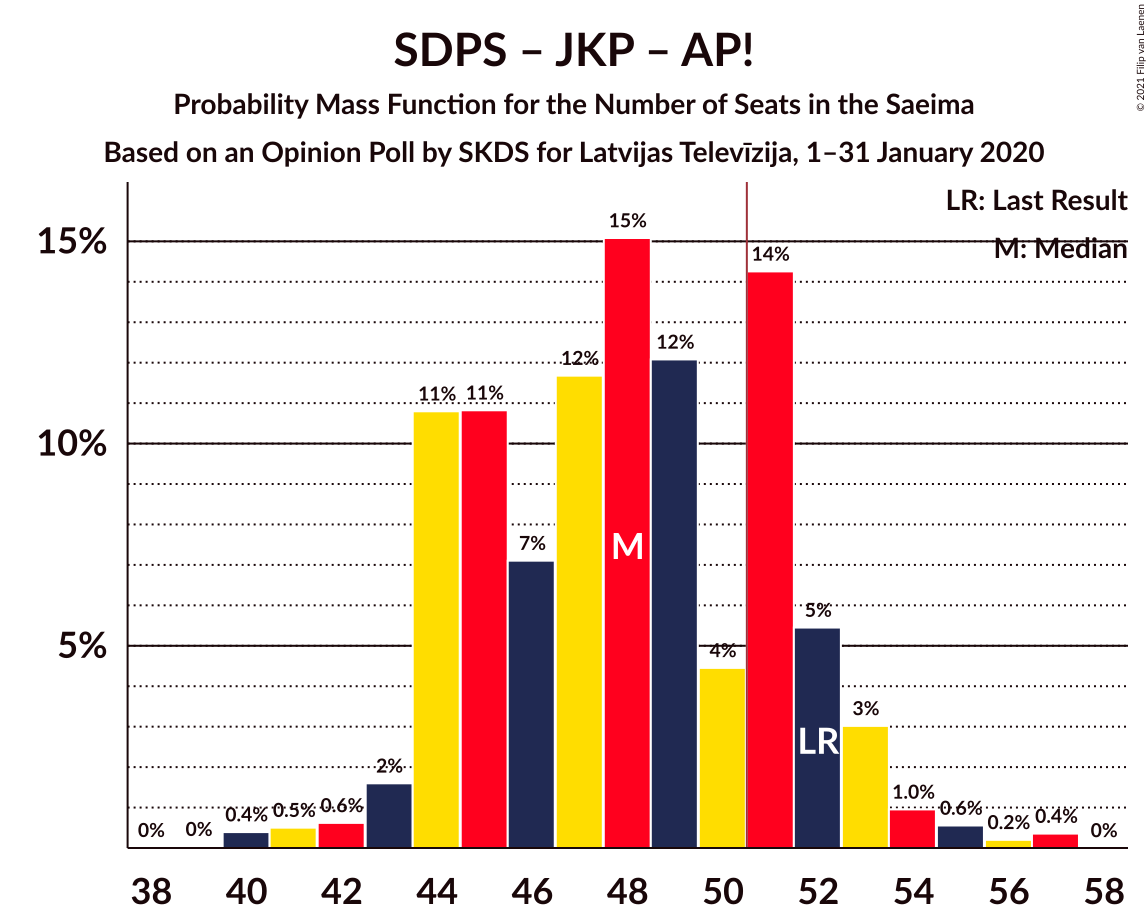 SDPS – JKP – AP!
Probability Mass Function for the Number of Seats in the Saeima
Based on an Opinion Poll by SKDS for Latvijas Televīzija, 1–31 January 2020
© 2021 Filip van Laenen
LR: Last Result
M: Median
15%
10%
5%
0%
0%
0.4%
0.5%
0.6%
2%
11%
11%
7%
12%
15%
12%
4%
14%
5%
3%
1.0%
0.6%
0.2%
0.4%
0%
M
LR
38 40 42 44 46 48 50 52 54 56 58